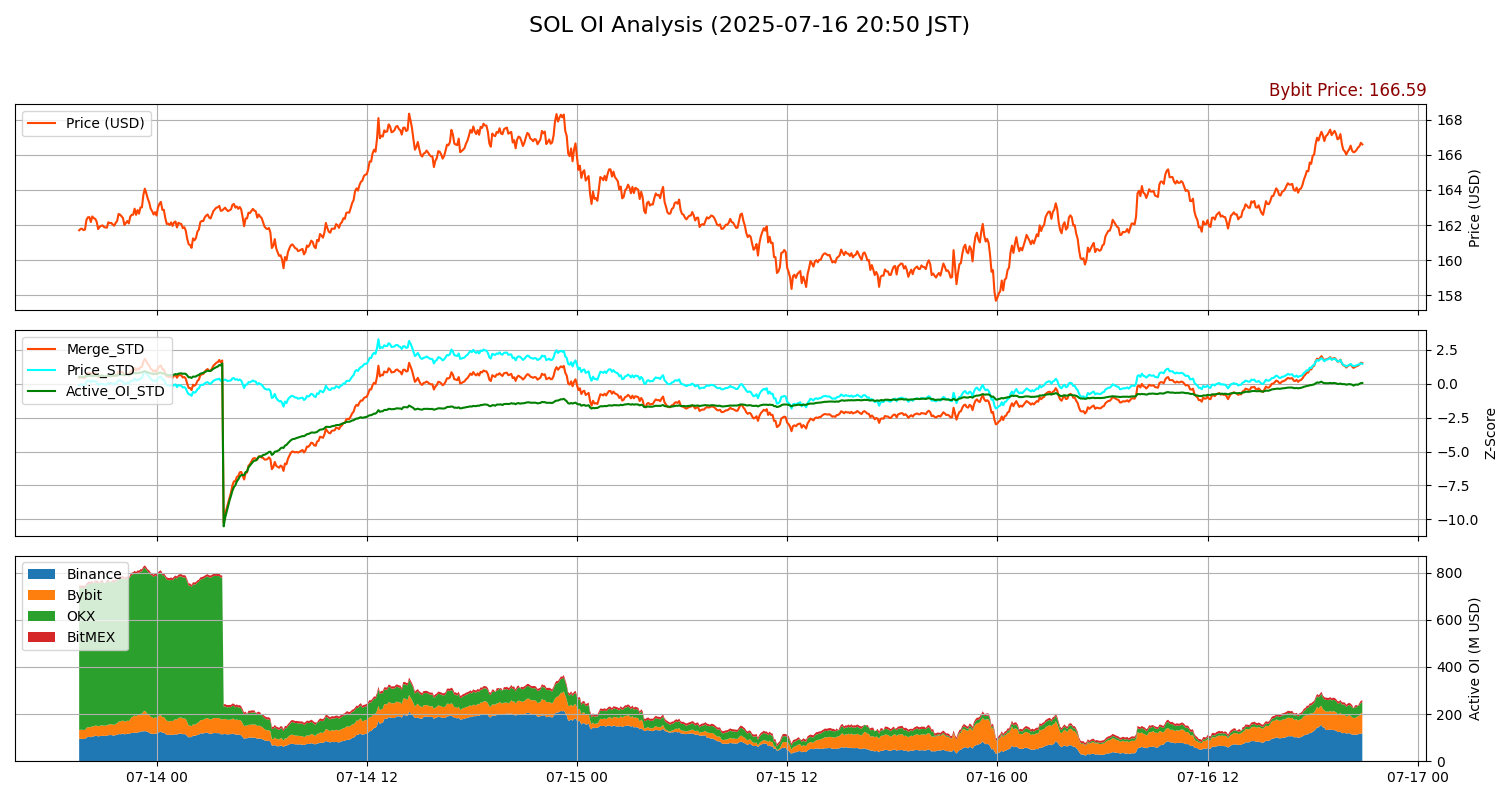 SOL OI Analysis (2025-07-16 20:50 JST)
Bybit Price: 166.59
Price (USD)
168
166
164
162
160
158
Price (USD)
Merge_STD
Price_STD
Active_OI_STD
2.5
0.0
−2.5
−5.0
−7.5
−10.0
Z-Score
Binance
Bybit
OKX
BitMEX
800
600
400
200
0
Active OI (M USD)
07-14 00
07-14 12
07-15 00
07-15 12
07-16 00
07-16 12
07-17 00